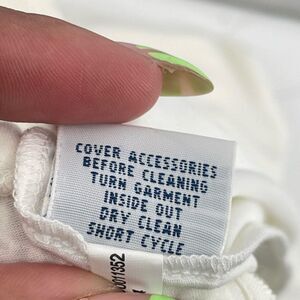 COVER ACCESSORIES
BEFORE CLEANING
TURN GARMENT
INSIDE OUT
DRY CLEAN
SHORT CYCLE